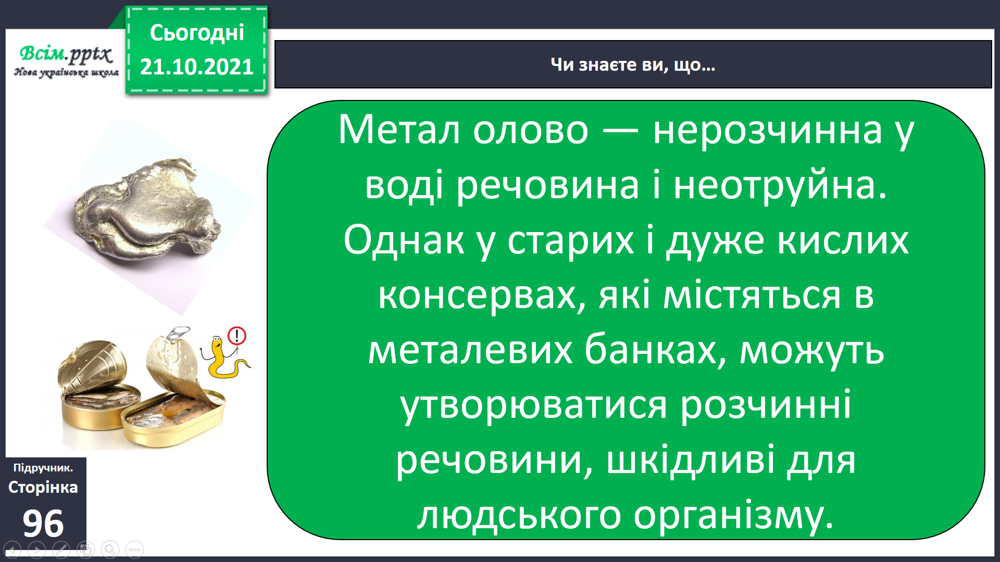 Сьогодні
21.10.2021
Всім.pptx
Нова українська школа
Чи знаєте ви, що...
Метал олово — нерозчинна у
воді речовина і неотруйна.
Однак у старих і дуже кислих
консервах, які містяться в
металевих банках, можуть
утворюватися розчинні
речовини, шкідливі для
людського організму.
!
Підручник.
Сторінка
96